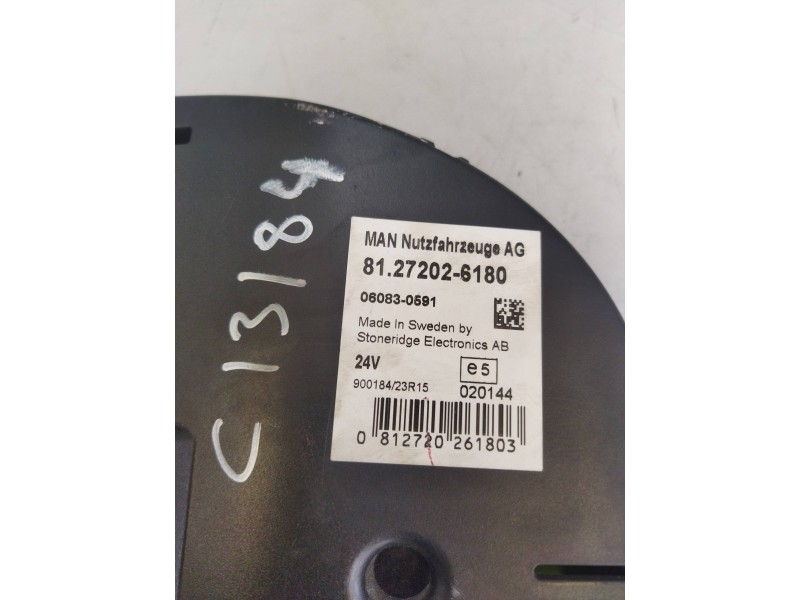 C13184
MAN Nutzfahrzeuge AG
81.27202-6180
06083-0591
Made In Sweden by
Stoneridge Electronics AB
24V
e5
900184/23R15
020144
0 812720 261803